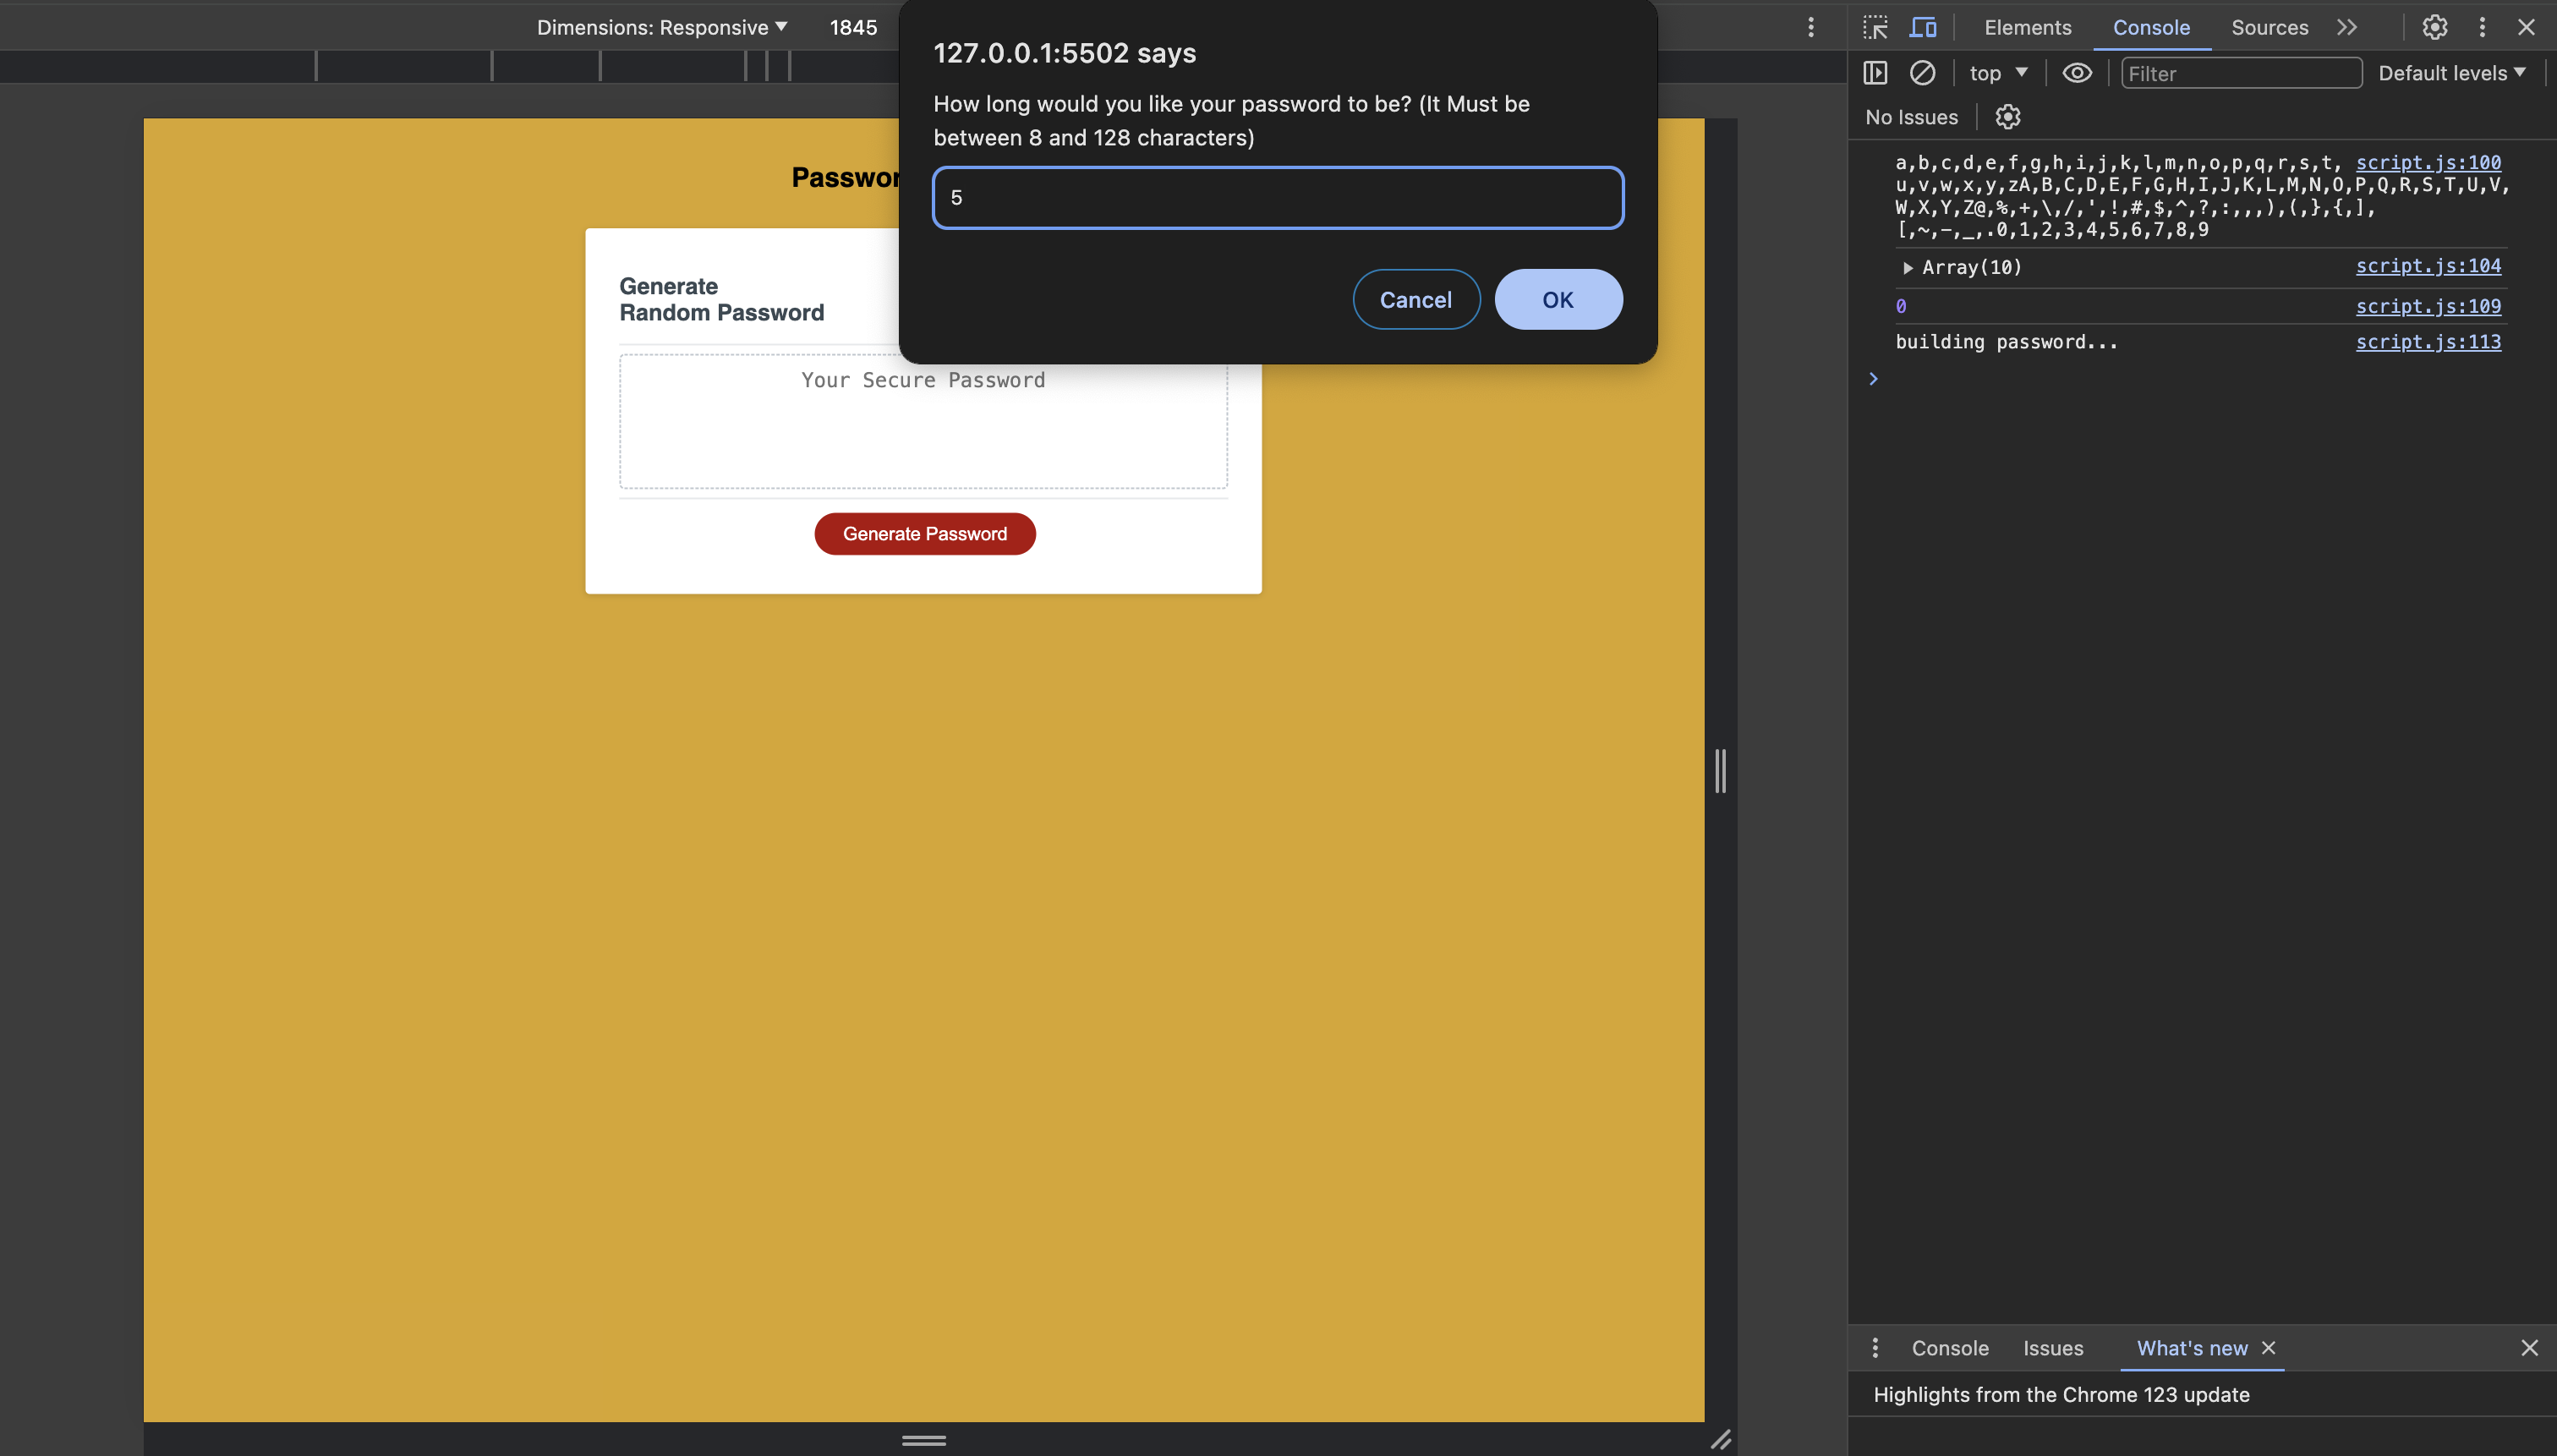 Dimensions: Responsive
1845
Elements
Console
Sources
top
Filter
Default levels
No Issues
127.0.0.1:5502 says
How long would you like your password to be? (It Must be
between 8 and 128 characters)
5
Cancel
OK
Generate
Random Password
Your Secure Password
Generate Password
a,b,c,d,e,f,g,h,i,j,k,l,m,n,o,p,q,r,s,t, script.js:100
u,v,w,x,y,zA,B,C,D,E,F,G,H,I,J,K,L,M,N,O,P,Q,R,S,T,U,V,
W,X,Y,Z@,%,+,\,/,',!,#,$,^,?,:,,,),(,},{,],
[,~,-,_,.0,1,2,3,4,5,6,7,8,9
Array(10) script.js:104
0 script.js:109
building password... script.js:113
Console
Issues
What's new
Highlights from the Chrome 123 update